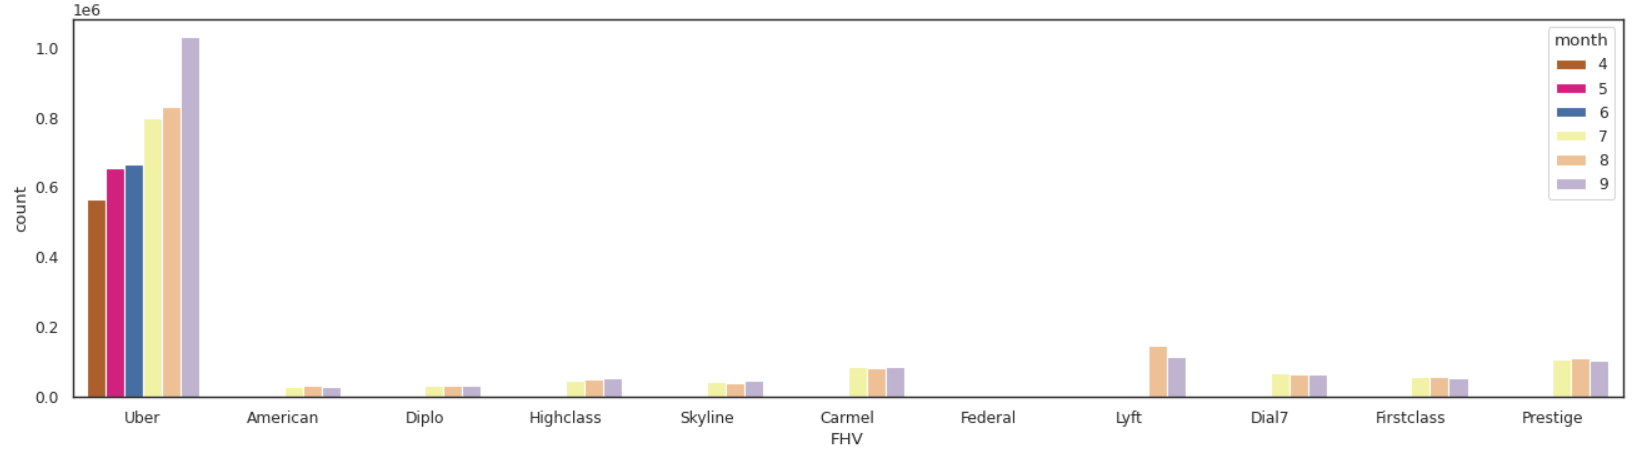 1e6
1.0
0.8
0.6
0.4
0.2
0.0
count
month
4
5
6
7
8
9
Uber American Diplo Highclass Skyline Carmel Federal Lyft Dial7 Firstclass Prestige
FHV